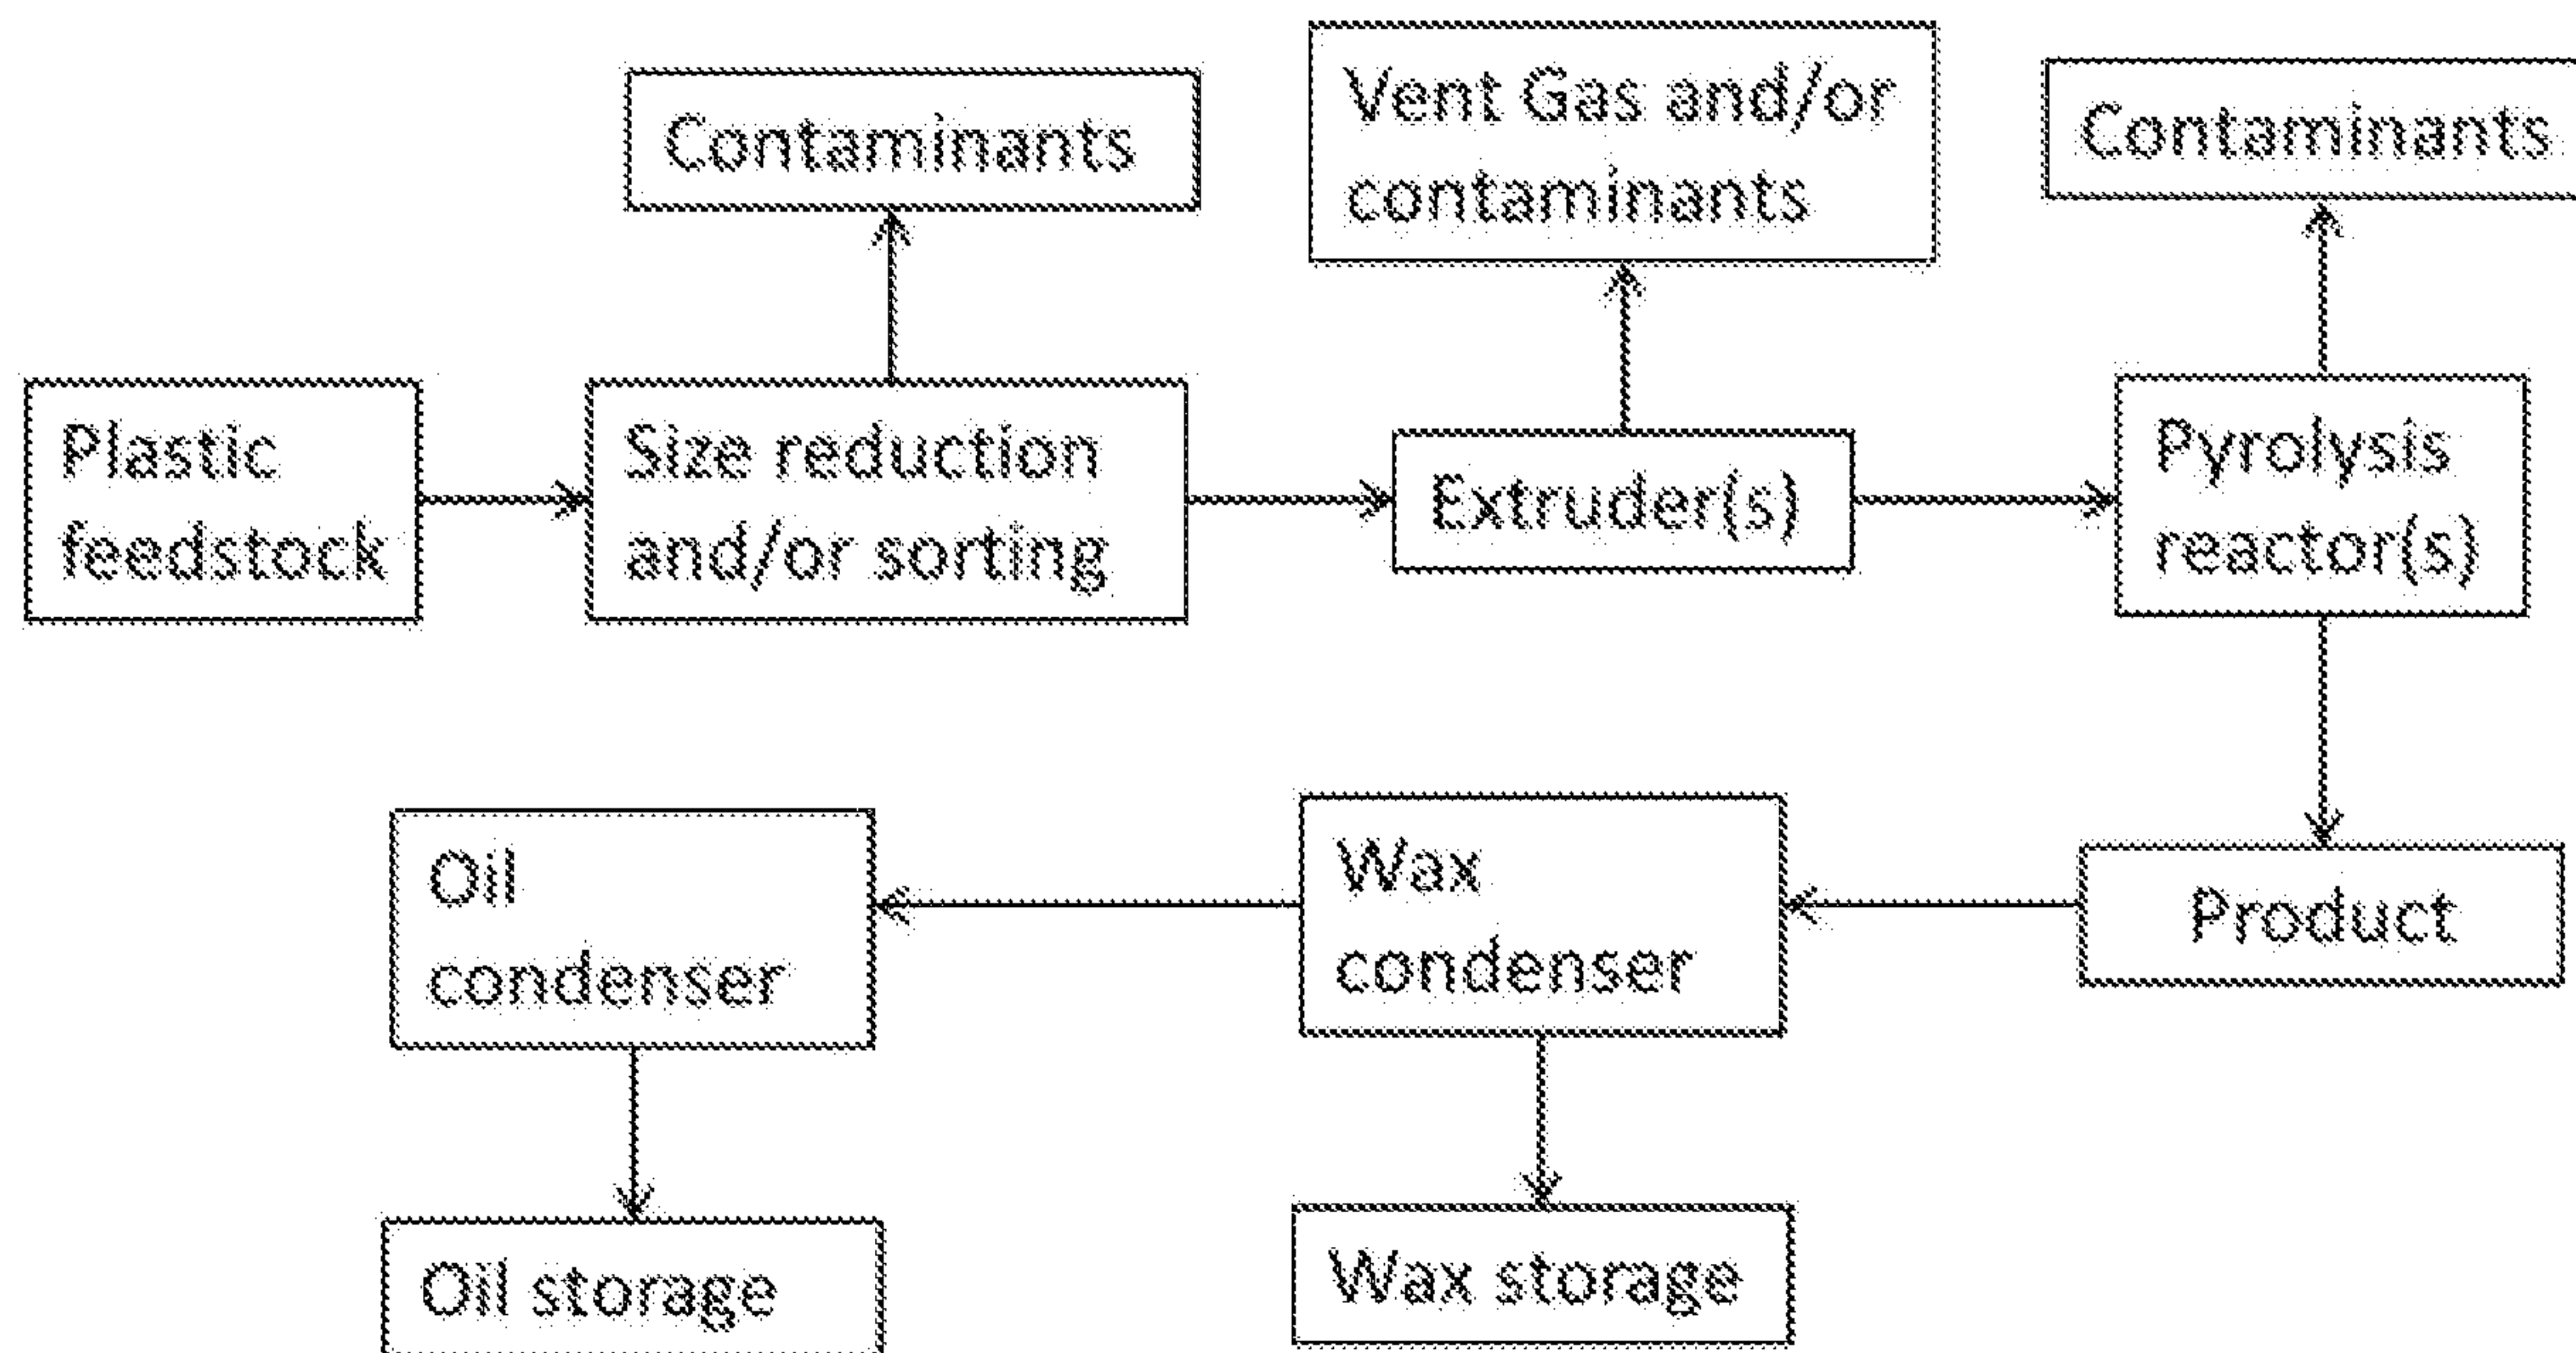 Contaminants
Vent Gas and/or
contaminants
Contaminants
Plastic
feedstock
Size reduction
and/or sorting
Extruder(s)
Pyrolysis
reactor(s)
Oil
condenser
Wax
condenser
Product
Oil storage
Wax storage